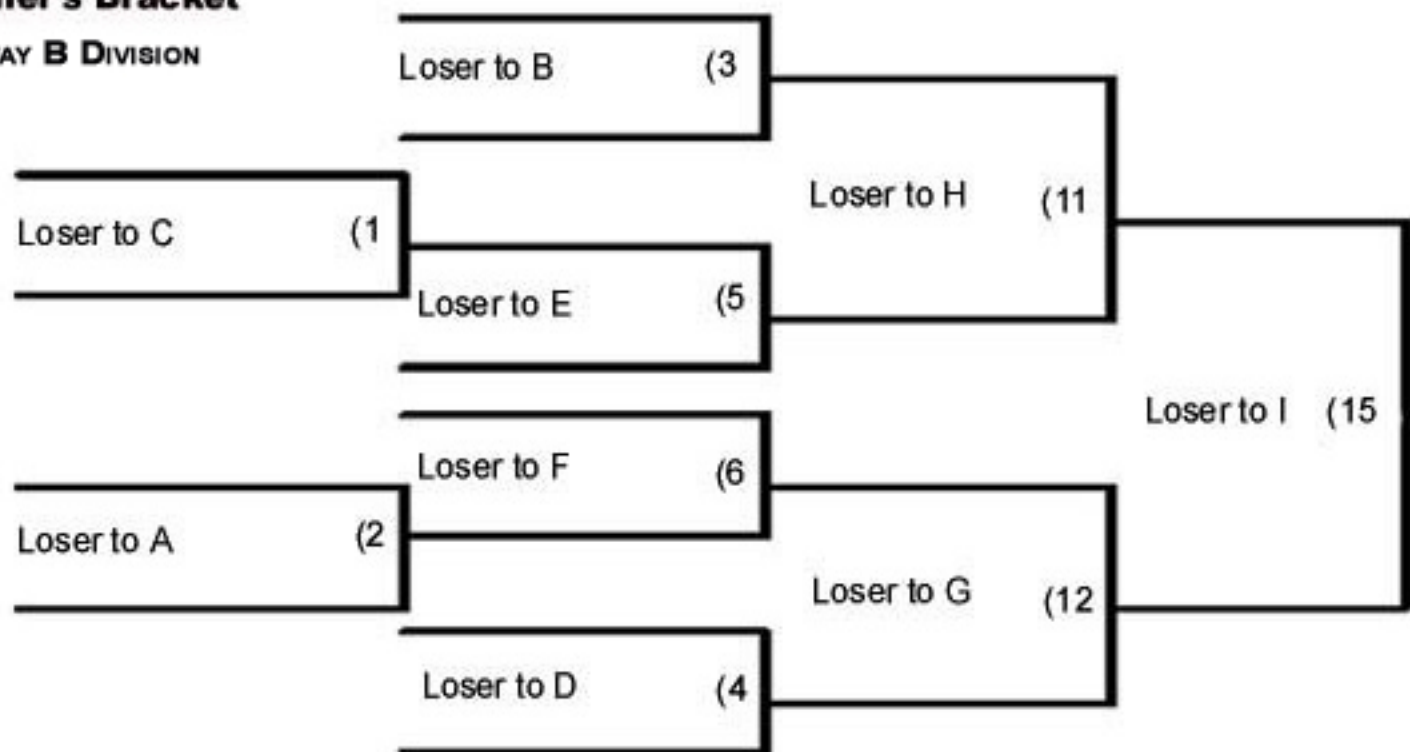 Bracket
B Division
Loser to B (3
Loser to C (1
Loser to H (11
Loser to E (5
Loser to I (15
Loser to F (6
Loser to A (2
Loser to G (12
Loser to D (4